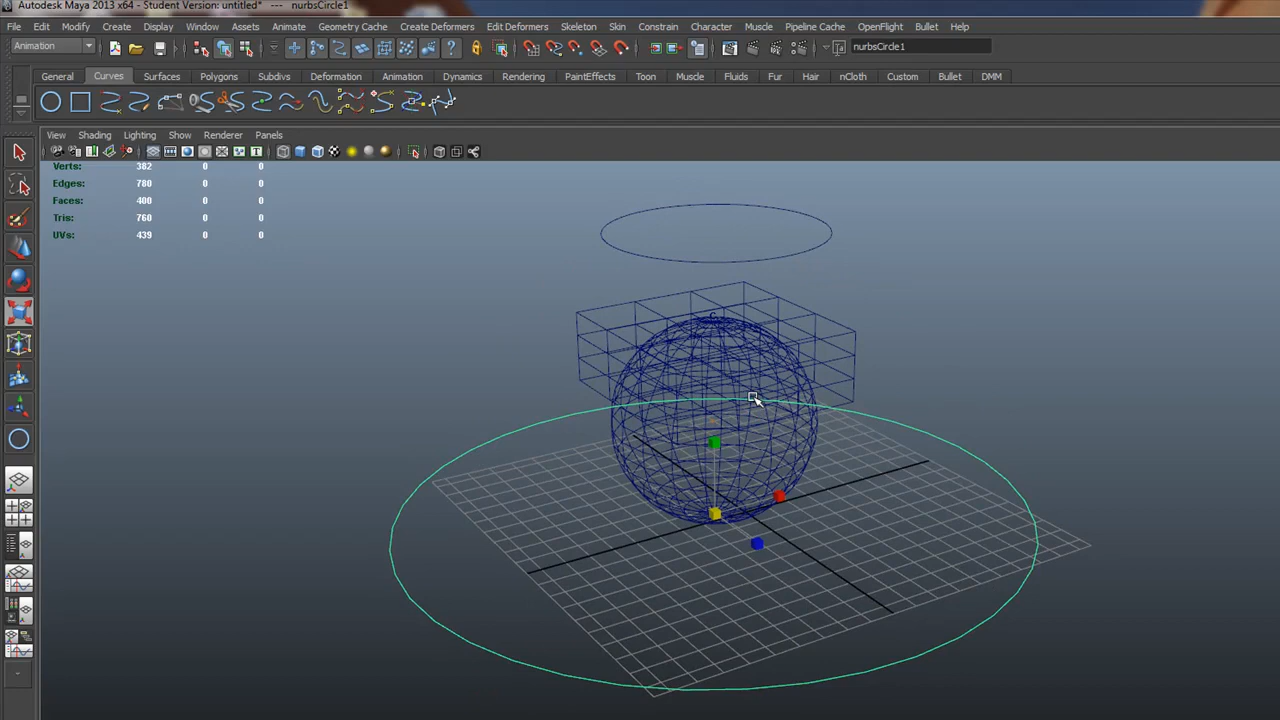 Autodesk Maya 2013 x64 - Student Version: untitled*   ---   nurbsCircle1
File Edit Modify Create Display Window Assets Animate Geometry Cache Create Deformers Edit Deformers Skeleton Skin Constrain Character Muscle Pipeline Cache OpenFlight Bullet Help
Animation nurbsCircle1
General Curves Surfaces Polygons Subdivs Deformation Animation Dynamics Rendering PaintEffects Toon Muscle Fluids Fur Hair nCloth Custom Bullet DMM
View Shading Lighting Show Renderer Panels
Verts: 382 0 0
Edges: 780 0 0
Faces: 400 0 0
Tris: 760 0 0
UVs: 439 0 0